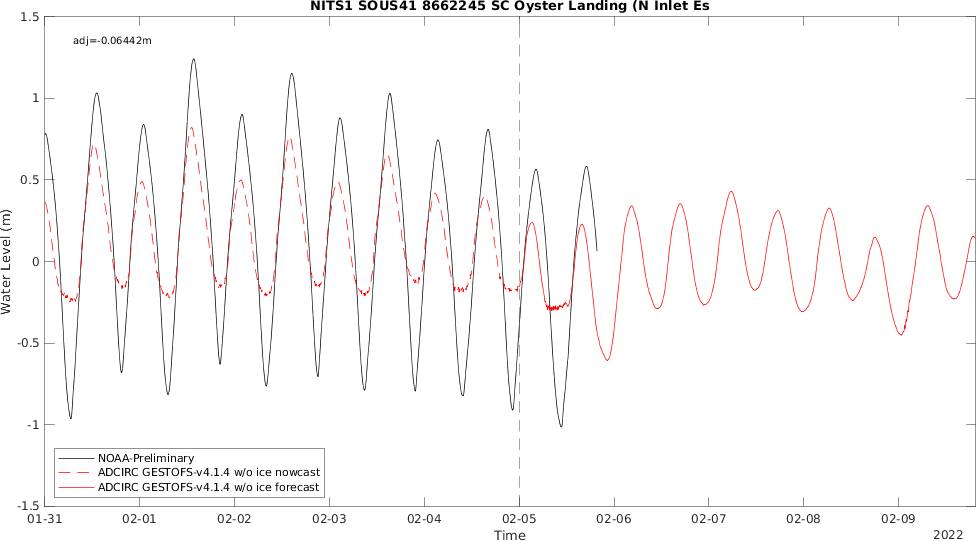 NITS1 SOUS41 8662245 SC Oyster Landing (N Inlet Es
adj=-0.06442m
1.5
1
0.5
0
-0.5
-1
-1.5
Water Level (m)
NOAA-Preliminary
ADCIRC GESTOFS-v4.1.4 w/o ice nowcast
ADCIRC GESTOFS-v4.1.4 w/o ice forecast
01-31 02-01 02-02 02-03 02-04 02-05 02-06 02-07 02-08 02-09
Time
2022